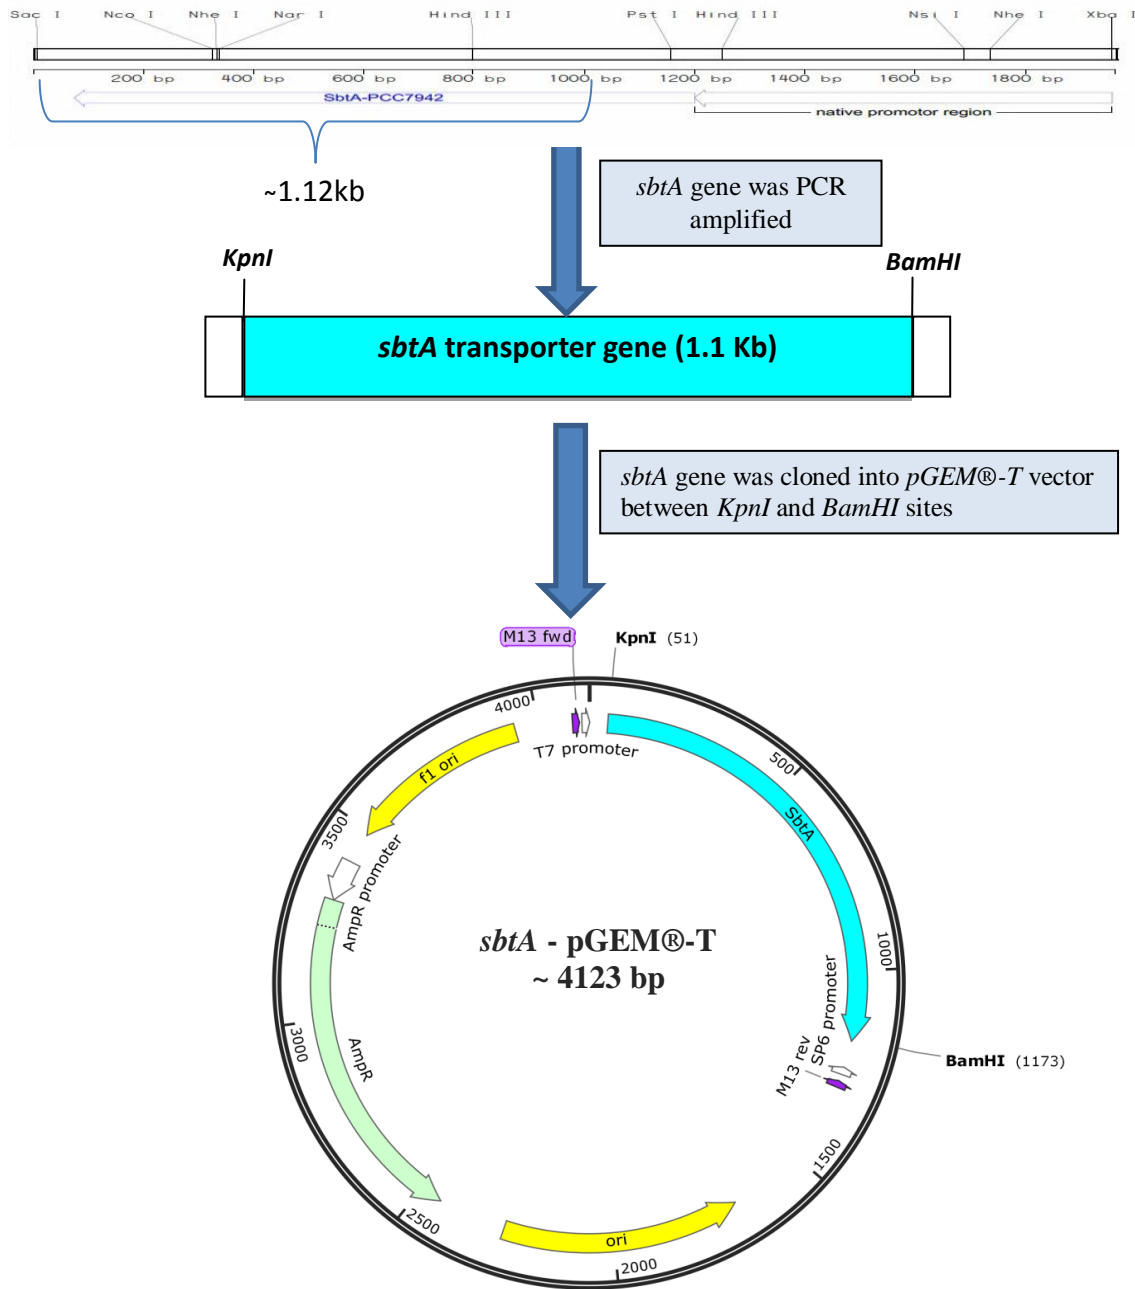 Sac I Nco I Nhe I Nar I Hind III Pst I Hind III Nsi I Nhe I Xba I
200 bp 400 bp 600 bp 800 bp 1000 bp 1200 bp 1400 bp 1600 bp 1800 bp
SbtA-PCC7942
native promotor region
~1.12kb
sbtA gene was PCR
amplified
KpnI
BamHI
sbtA transporter gene (1.1 Kb)
sbtA gene was cloned into pGEM®-T vector
between KpnI and BamHI sites
M13 fwd
KpnI (51)
4000
T7 promoter
f1 ori
500
SbtA
3500
AmpR promoter
1000
sbtA - pGEM®-T
~ 4123 bp
SP6 promoter
M13 rev
BamHI (1173)
3000
AmpR
1500
2500
ori
2000